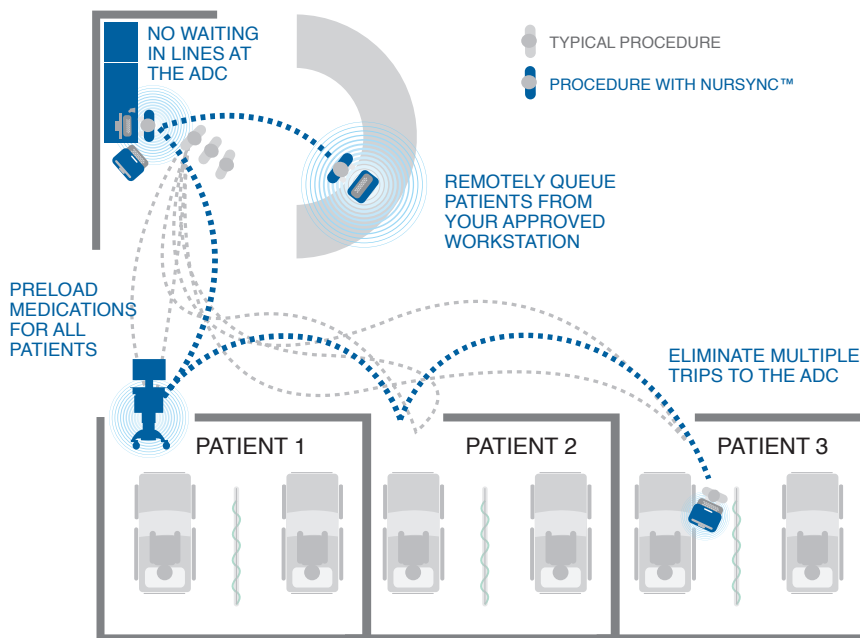 NO WAITING
IN LINES AT
THE ADC
TYPICAL PROCEDURE
PROCEDURE WITH NURSYNC™
REMOTELY QUEUE
PATIENTS FROM
YOUR APPROVED
WORKSTATION
PRELOAD
MEDICATIONS
FOR ALL
PATIENTS
ELIMINATE MULTIPLE
TRIPS TO THE ADC
PATIENT 1
PATIENT 2
PATIENT 3